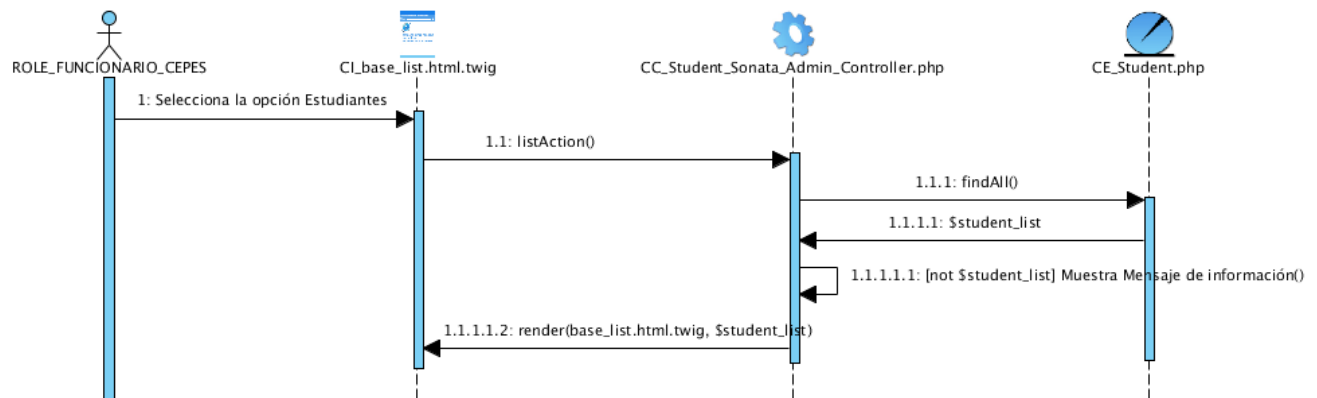 ROLE_FUNCIONARIO_CEPES
CI_base_list.html.twig
CC_Student_Sonata_Admin_Controller.php
CE_Student.php
1: Selecciona la opción Estudiantes
1.1: listAction()
1.1.1: findAll()
1.1.1.1: $student_list
1.1.1.1.1: [not $student_list] Muestra Mensaje de información()
1.1.1.1.2: render(base_list.html.twig, $student_list)